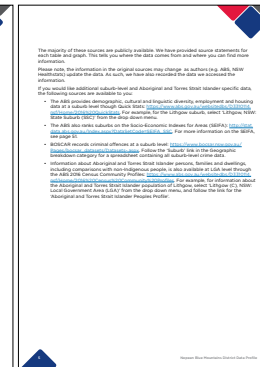 The majority of these sources are publicly available. We have provided source statements for
each table and graph. This tells you where the data comes from and where you can find more
information.
Please note, the information in the original sources may change as authors (e.g. ABS, NSW
Healthstats) update the data. As such, we have also recorded the date we accessed the
information.
If you would like additional suburb-level and Aboriginal and Torres Strait Islander specific data,
the following sources are available to you:
• The ABS provides demographic, cultural and linguistic diversity, employment and housing
data at a suburb level though Quick Stats:
For example, for the Lithgow suburb, select 'Lithgow, NSW:
State Suburb (SSC)' from the drop down menu.
• The ABS also ranks suburbs on the Socio-Economic Indexes for Areas (SEIFA):
For more information on the SEIFA,
see page 51.
• BOSCAR records criminal offences at a suburb level:
Follow the 'Suburb' link in the Geographic
breakdown category for a spreadsheet containing all suburb-level crime data.
• Information about Aboriginal and Torres Strait Islander persons, families and dwellings,
including comparisons with non-Indigenous people, is also available at LGA level through
the ABS 2016 Census Community Profiles:
For example, for information about
the Aboriginal and Torres Strait Islander population of Lithgow, select 'Lithgow (C), NSW:
Local Government Area (LGA)' from the drop down menu, and follow the link for the
'Aboriginal and Torres Strait Islander Peoples Profile'.
Nepean Blue Mountains District Data Profile